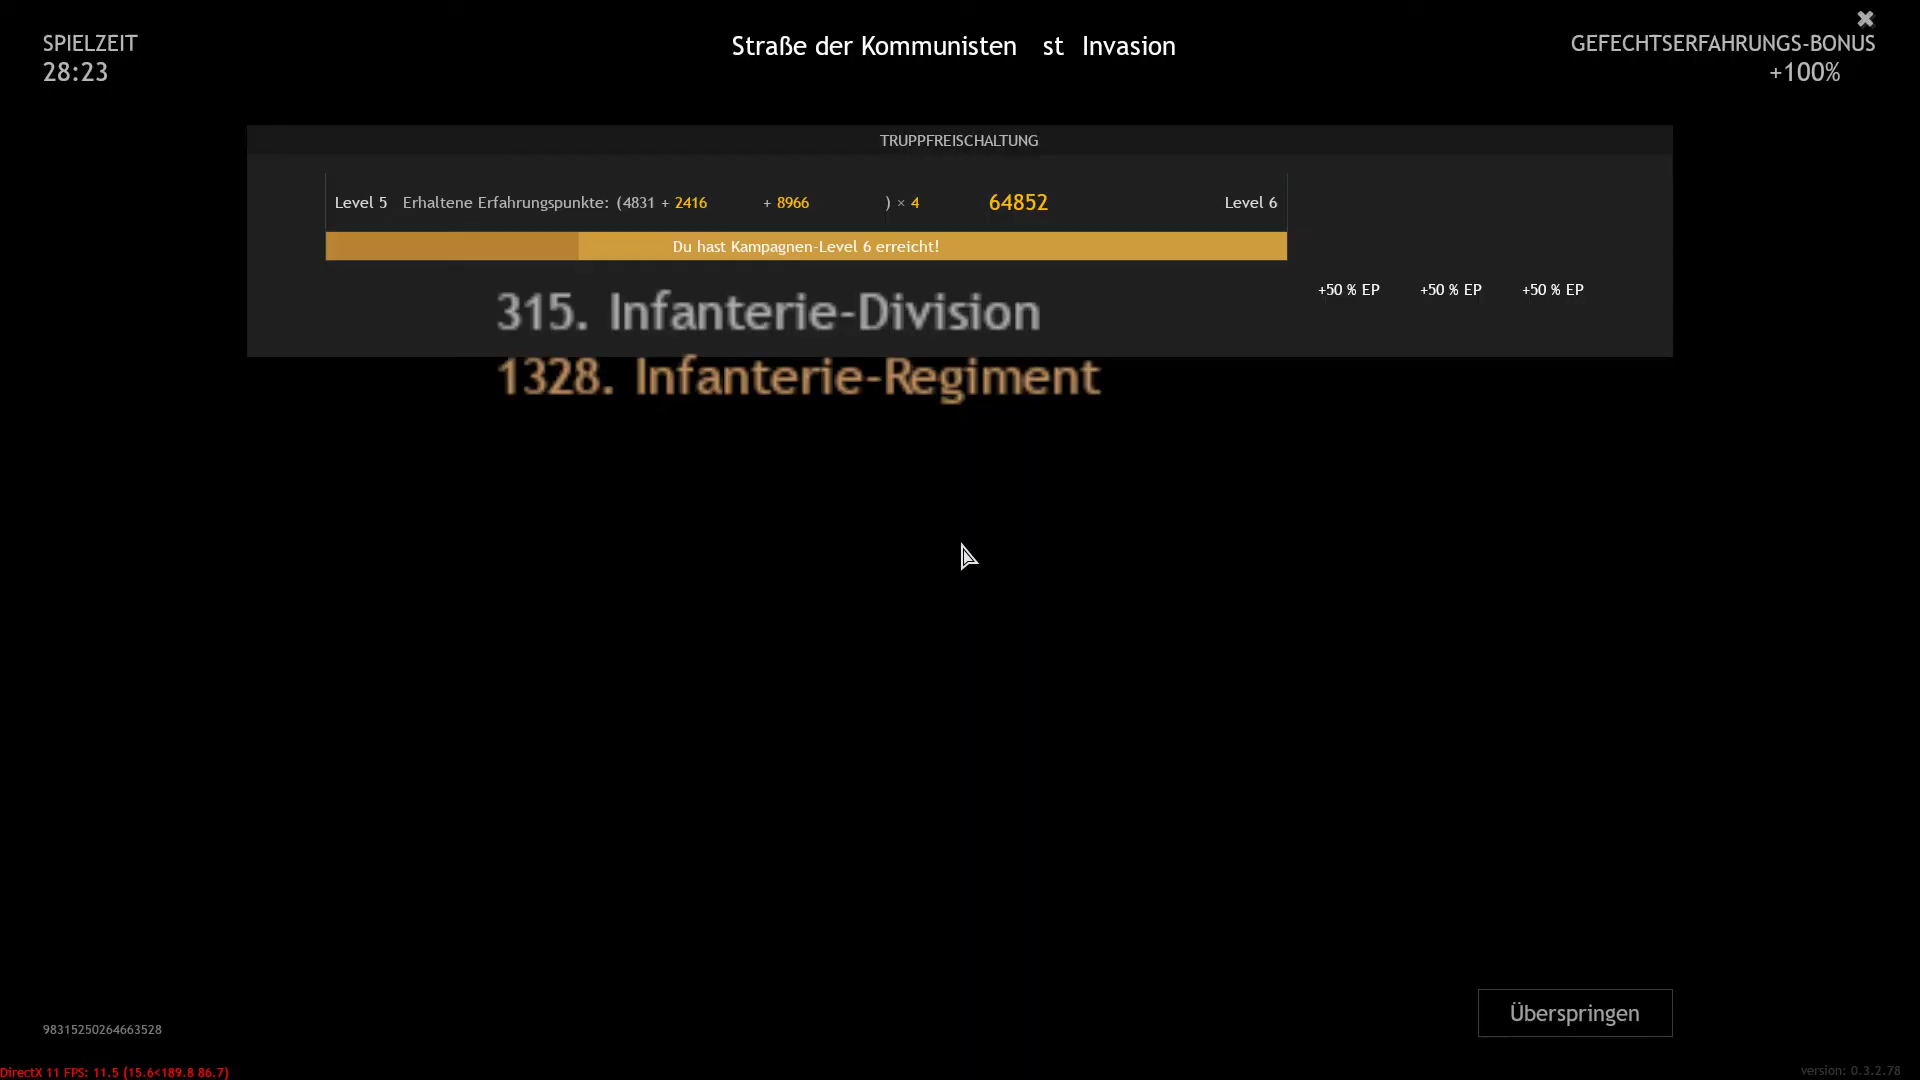 SPIELZEIT
28:23
Straße der Kommunisten st Invasion
GEFECHTSERFAHRUNGS-BONUS
+100%
TRUPPFREISCHALTUNG
Level 5 Erhaltene Erfahrungspunkte: (4831 + 2416 + 8966 ) × 4 64852 Level 6
Du hast Kampagnen-Level 6 erreicht!
+50 % EP +50 % EP +50 % EP
315. Infanterie-Division
1328. Infanterie-Regiment
Überspringen
98315250264663528
DirectX 11 FPS: 11.5 (15.6<189.8 86.7)
version: 0.3.2.78